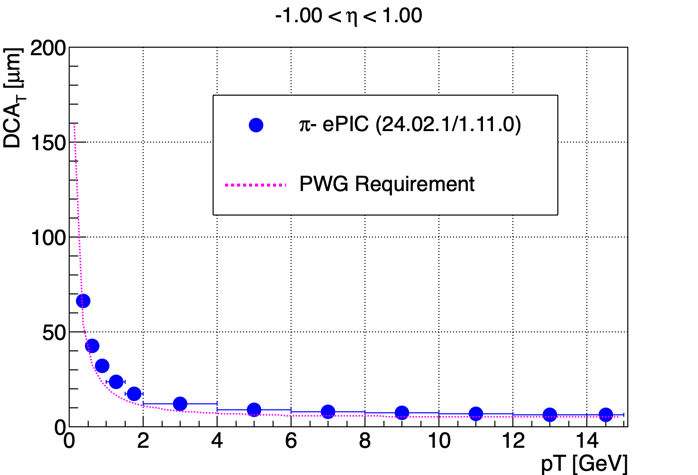 -1.00 < η < 1.00
DCA_T [μm]
200
150
100
50
0
π- ePIC (24.02.1/1.11.0)
PWG Requirement
0 2 4 6 8 10 12 14
pT [GeV]